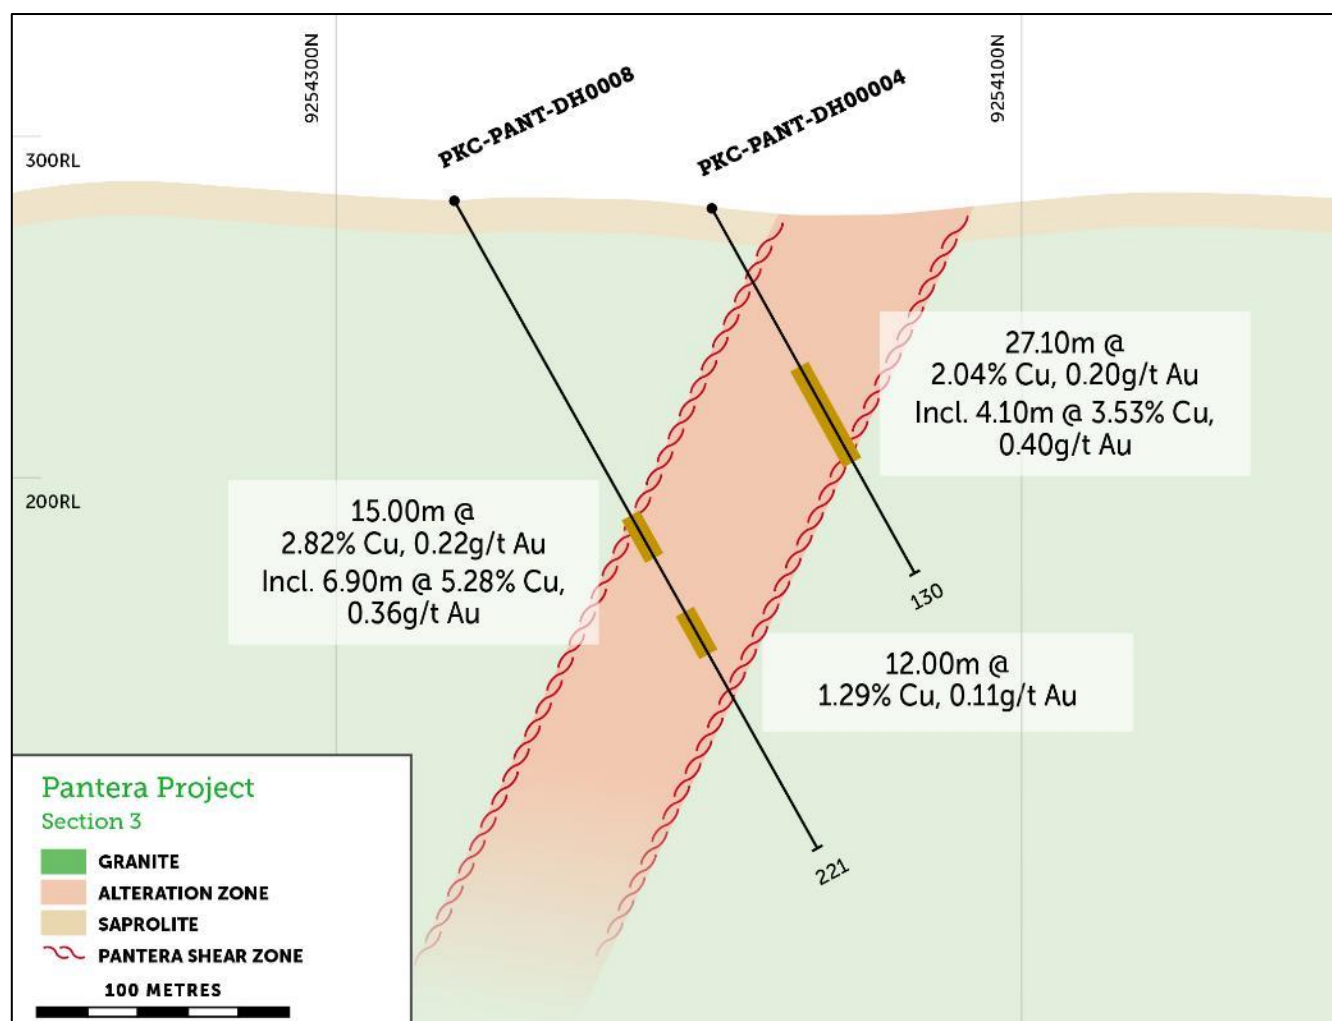 9254300N
9254100N
PKC-PANT-DH0008
PKC-PANT-DH00004
300RL
27.10m @
2.04% Cu, 0.20g/t Au
Incl. 4.10m @ 3.53% Cu,
0.40g/t Au
200RL
15.00m @
2.82% Cu, 0.22g/t Au
Incl. 6.90m @ 5.28% Cu,
0.36g/t Au
130
12.00m @
1.29% Cu, 0.11g/t Au
221
Pantera Project
Section 3
GRANITE
ALTERATION ZONE
SAPROLITE
PANTERA SHEAR ZONE
100 METRES